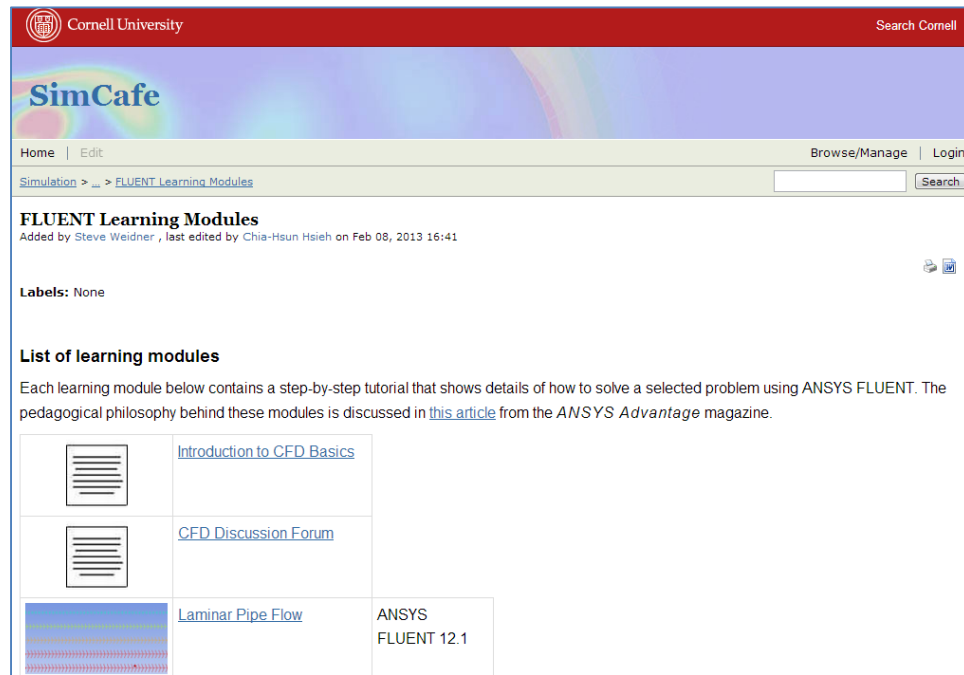 Cornell University
Search Cornell
SimCafe
Home | Edit
Browse/Manage | Login
Simulation > ... > FLUENT Learning Modules
Search
FLUENT Learning Modules
Added by Steve Weidner , last edited by Chia-Hsun Hsieh on Feb 08, 2013 16:41
Labels: None
List of learning modules
Each learning module below contains a step-by-step tutorial that shows details of how to solve a selected problem using ANSYS FLUENT. The
pedagogical philosophy behind these modules is discussed in this article from the ANSYS Advantage magazine.
Introduction to CFD Basics
CFD Discussion Forum
Laminar Pipe Flow
ANSYS
FLUENT 12.1